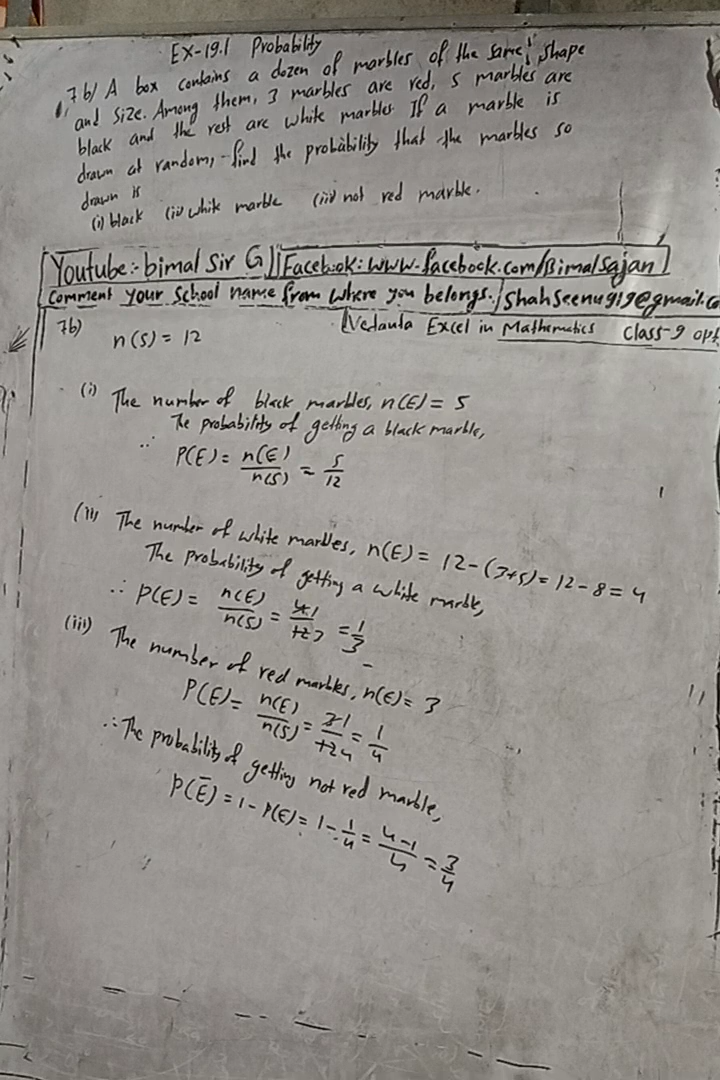 EX-19.1 Probability
7b) A box contains a dozen of marbles of the same shape
and size. Among them, 3 marbles are red, 5 marbles are
black and the rest are white marbles If a marble is
drawn at random, find the probability that the marbles so
drawn is
(i) black (ii) white marble (iii) not red marble.
Youtube:- bimal Sir G Facebook: www.facebook.com/Bimalsajan
Comment your School name from where you belongs. shahseenu919@gmail.co
Vedanta Excel in Mathematics Class-9 opt
7b)
n(S) = 12
(i) The number of black marbles, n(E) = 5
The probability of getting a black marble,
∴ P(E) = n(E)/n(S) = 5/12
(ii) The number of white marbles, n(E) = 12-(3+5) = 12-8 = 4
The probability of getting a white marble,
∴ P(E) = n(E)/n(S) = 4 1/12 3 = 1/3
(iii) The number of red marbles, n(E) = 3
P(E) = n(E)/n(S) = 3 1/12 4 = 1/4
∴ The probability of getting not red marble,
P(Ē) = 1 - P(E) = 1 - 1/4 = 4-1/4 = 3/4